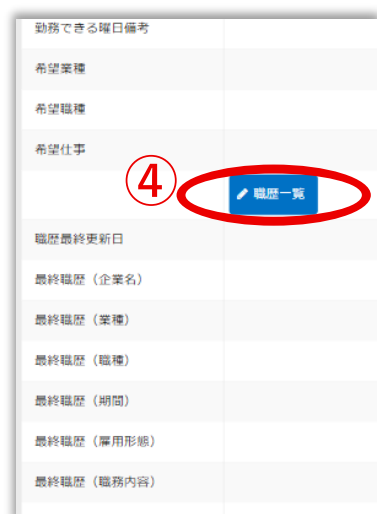 勤務できる曜日備考
希望業種
希望職種
希望仕事
④
職歴一覧
職歴最終更新日
最終職歴（企業名）
最終職歴（業種）
最終職歴（職種）
最終職歴（期間）
最終職歴（雇用形態）
最終職歴（職務内容）